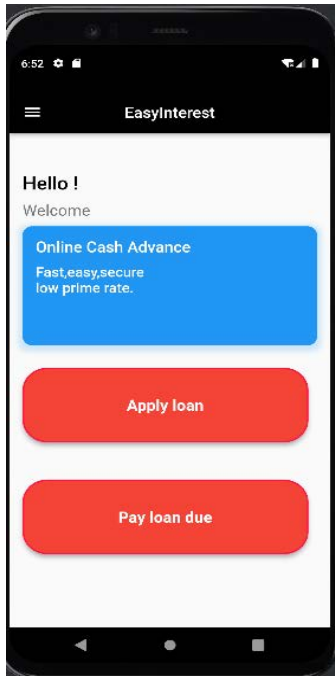 6:52
EasyInterest
Hello !
Welcome
Online Cash Advance
Fast,easy,secure
low prime rate.
Apply loan
Pay loan due